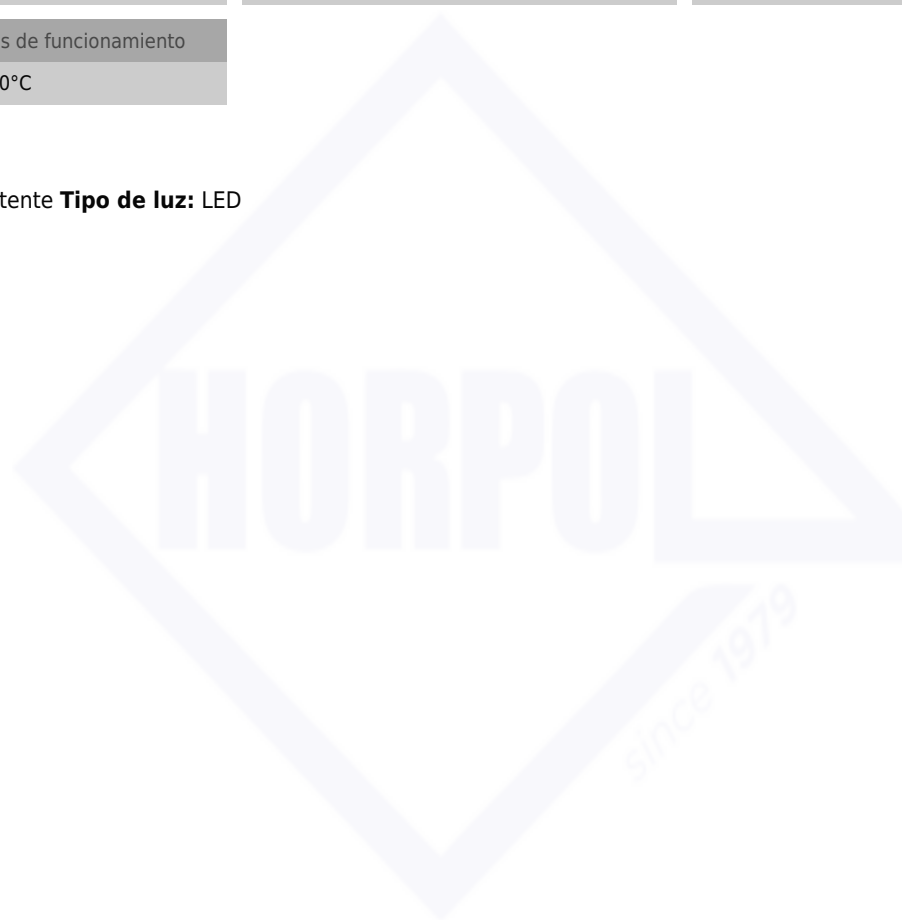 s de funcionamiento
0°C
tente Tipo de luz: LED
HORPOL
since 1979